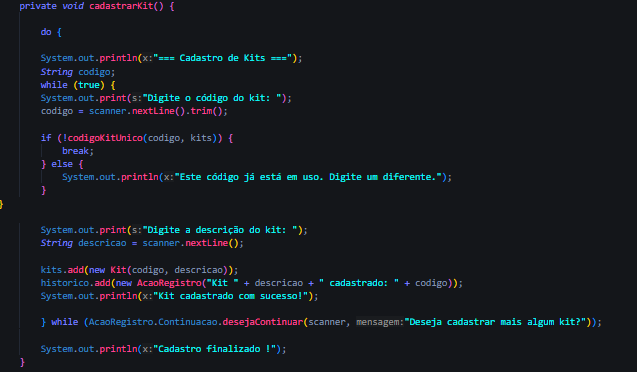 private void cadastrarKit() {
do {
System.out.println(x:"=== Cadastro de Kits ===");
String codigo;
while (true) {
System.out.print(s:"Digite o código do kit: ");
codigo = scanner.nextLine().trim();
if (!codigoKitUnico(codigo, kits)) {
break;
} else {
System.out.println(x:"Este código já está em uso. Digite um diferente.");
}
}
System.out.print(s:"Digite a descrição do kit: ");
String descricao = scanner.nextLine();
kits.add(new Kit(codigo, descricao));
historico.add(new AcaoRegistro("Kit " + descricao + " cadastrado: " + codigo));
System.out.println(x:"Kit cadastrado com sucesso!");
} while (AcaoRegistro.Continuacao.desejaContinuar(scanner, mensagem:"Deseja cadastrar mais algum kit?"));
System.out.println(x:"Cadastro finalizado !");
}